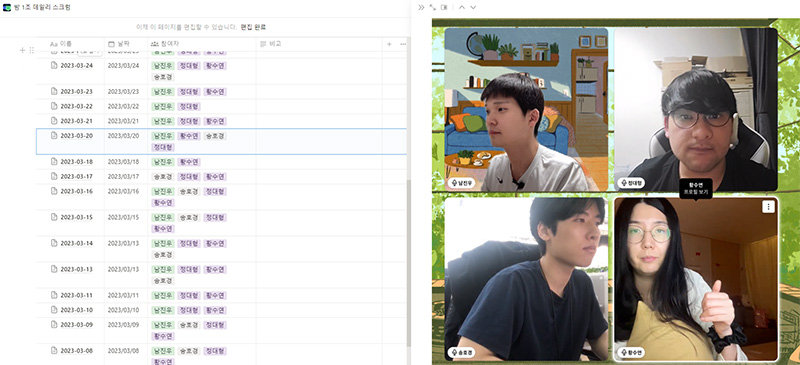 밤 1조 데일리 스크럼
이제 이 페이지를 편집할 수 있습니다. 편집 완료
Aa 이름 날짜 참여자 비고
2023-03-24 2023/03/24 남진우 정대형 황수연
송호경
2023-03-23 2023/03/23 남진우 정대형 황수연
2023-03-22 2023/03/22 남진우 정대형
2023-03-21 2023/03/21 남진우 정대형 황수연
2023-03-20 2023/03/20 남진우 황수연 송호경
정대형
2023-03-18 2023/03/18 남진우 황수연
2023-03-17 2023/03/17 송호경 정대형 황수연
2023-03-16 2023/03/16 남진우 송호경 정대형
황수연
2023-03-15 2023/03/15 남진우 송호경 정대형
황수연
2023-03-14 2023/03/13 남진우 정대형 황수연
송호경
2023-03-13 2023/03/13 남진우 정대형 황수연
송호경
2023-03-11 2023/03/11 남진우 정대형 황수연
2023-03-10 2023/03/10 남진우 정대형 황수연
2023-03-09 2023/03/09 남진우 송호경 정대형
황수연
2023-03-08 2023/03/08 남진우 송호경 정대형
황수연
남진우
정대형
황수연
프로필 보기
송호경
황수연